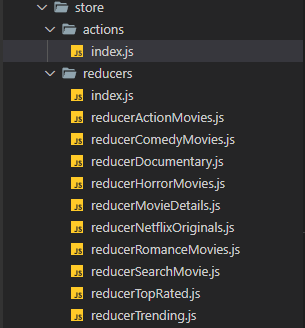 store
actions
JS index.js
reducers
JS index.js
JS reducerActionMovies.js
JS reducerComedyMovies.js
JS reducerDocumentary.js
JS reducerHorrorMovies.js
JS reducerMovieDetails.js
JS reducerNetflixOriginals.js
JS reducerRomanceMovies.js
JS reducerSearchMovie.js
JS reducerTopRated.js
JS reducerTrending.js